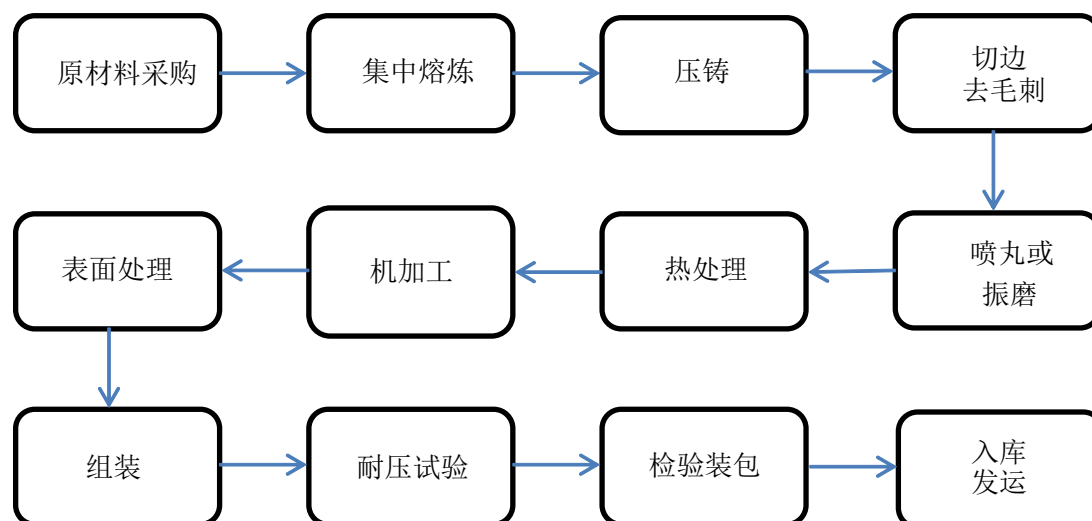 原材料采购
集中熔炼
压铸
切边
去毛刺
表面处理
机加工
热处理
喷丸或
振磨
组装
耐压试验
检验装包
入库
发运